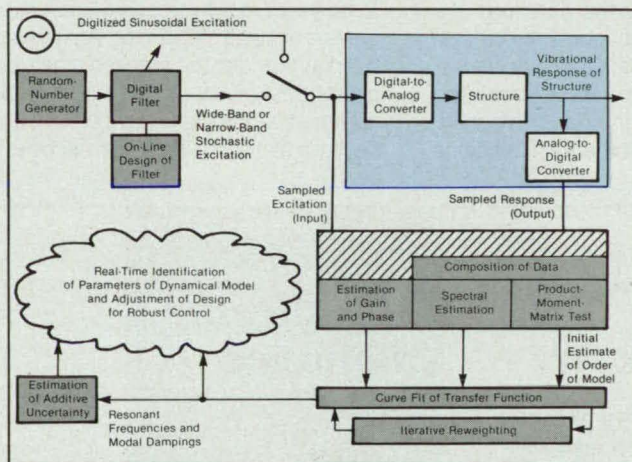 Digitized Sinusoidal Excitation
Random-
Number
Generator
Digital
Filter
On-Line
Design of
Filter
Wide-Band or
Narrow-Band
Stochastic
Excitation
Digital-to-
Analog
Converter
Structure
Vibrational
Response of
Structure
Analog-to-
Digital
Converter
Sampled
Excitation
(Input)
Sampled Response
(Output)
Real-Time Identification
of Parameters of Dynamical Model
and Adjustment of Design
for Robust Control
Composition of Data
Estimation
of Gain
and Phase
Spectral
Estimation
Product-
Moment-
Matrix Test
Initial
Estimate
of Order
of Model
Estimation
of Additive
Uncertainty
Resonant
Frequencies and
Modal Dampings
Curve Fit of Transfer Function
Iterative Reweighting